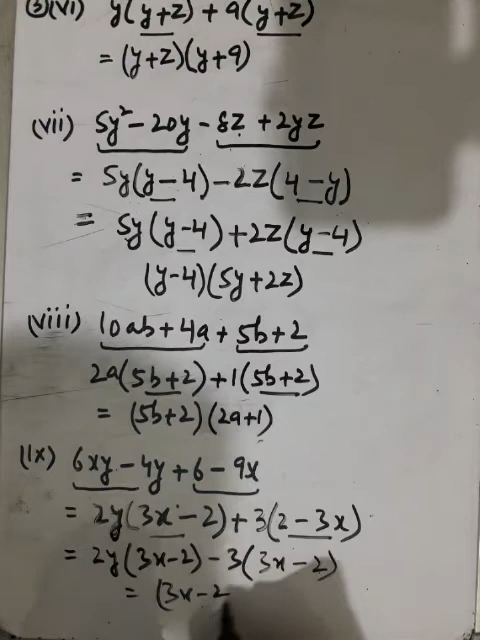 ③(vi) y(y+z) + 9(y+z)
= (y+z)(y+9)
(vii) 5y² - 20y - 8z + 2yz
= 5y(y-4) - 2z(4-y)
= 5y(y-4) + 2z(y-4)
(y-4)(5y+2z)
(viii) 10ab + 4a + 5b + 2
2a(5b+2) + 1(5b+2)
= (5b+2)(2a+1)
(ix) 6xy - 4y + 6 - 9x
= 2y(3x-2) + 3(2-3x)
= 2y(3x-2) - 3(3x-2)
= (3x-2